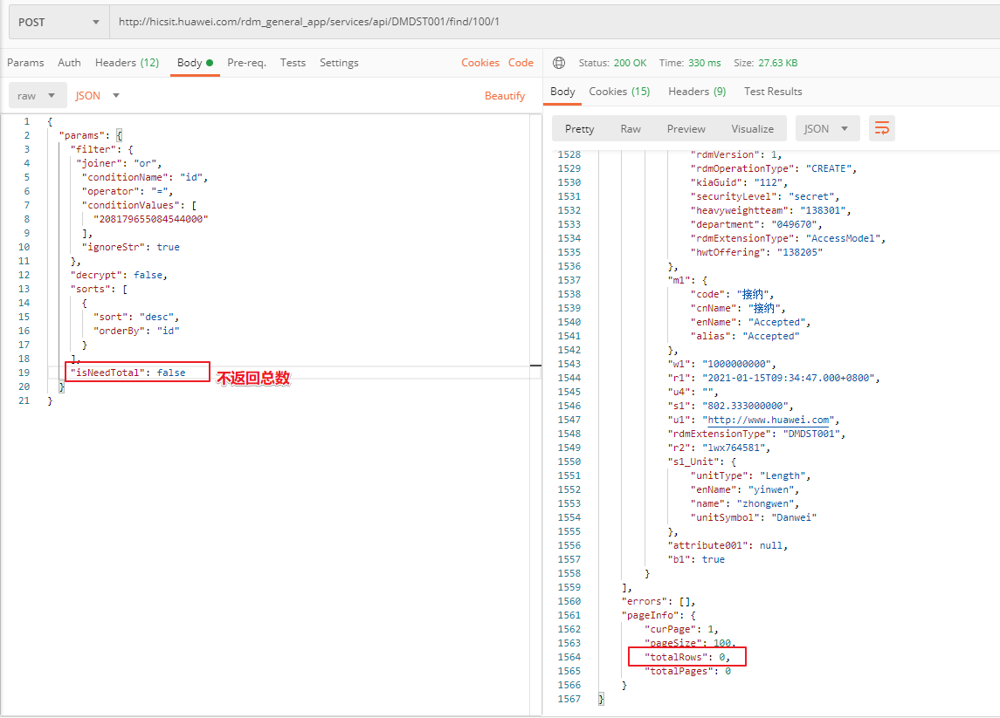 POST http://hicsit.huawei.com/rdm_general_app/services/api/DMDST001/find/100/1
Params Auth Headers (12) Body Pre-req. Tests Settings Cookies Code
raw JSON Beautify
1 {
2 "params": {
3 "filter": {
4 "joiner": "or",
5 "conditionName": "id",
6 "operator": "=",
7 "conditionValues": [
8 "208179655084544000"
9 ],
10 "ignoreStr": true
11 },
12 "decrypt": false,
13 "sorts": [
14 {
15 "sort": "desc",
16 "orderBy": "id"
17 }
18 ],
19 "isNeedTotal": false 不返回总数
20 }
21 }
Status: 200 OK Time: 330 ms Size: 27.63 KB
Body Cookies (15) Headers (9) Test Results
Pretty Raw Preview Visualize JSON
1528 "rdmVersion": 1,
1529 "rdmOperationType": "CREATE",
1530 "kiaGuid": "112",
1531 "securityLevel": "secret",
1532 "heavyweightteam": "138301",
1533 "department": "049670",
1534 "rdmExtensionType": "AccessModel",
1535 "hwtOffering": "138205"
1536 },
1537 "m1": {
1538 "code": "接纳",
1539 "cnName": "接纳",
1540 "enName": "Accepted",
1541 "alias": "Accepted"
1542 },
1543 "w1": "1000000000",
1544 "r1": "2021-01-15T09:34:47.000+0800",
1545 "u4": "",
1546 "s1": "802.333000000",
1547 "u1": "http://www.huawei.com",
1548 "rdmExtensionType": "DMDST001",
1549 "r2": "lwx764581",
1550 "s1_Unit": {
1551 "unitType": "Length",
1552 "enName": "yinwen",
1553 "name": "zhongwen",
1554 "unitSymbol": "Danwei"
1555 },
1556 "attribute001": null,
1557 "b1": true
1558 }
1559 ],
1560 "errors": [],
1561 "pageInfo": {
1562 "curPage": 1,
1563 "pageSize": 100,
1564 "totalRows": 0,
1565 "totalPages": 0
1566 }
1567 }